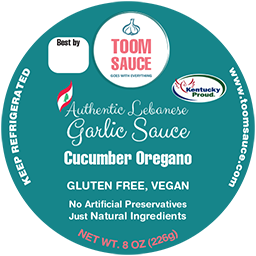 Best by
TOOM
SAUCE
GOES WITH EVERYTHING
KEEP REFRIGERATED
Kentucky
Proud.
www.toomsauce.com
Authentic Lebanese
Garlic Sauce
Cucumber Oregano
GLUTEN FREE, VEGAN
No Artificial Preservatives
Just Natural Ingredients
NET WT. 8 OZ (226g)